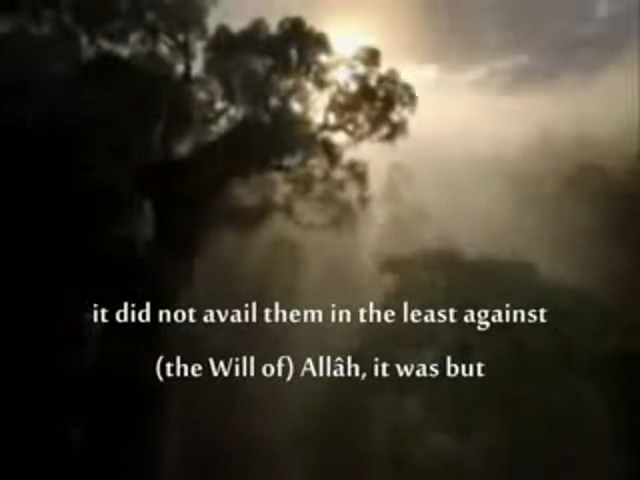 it did not avail them in the least against
(the Will of) Allâh, it was but